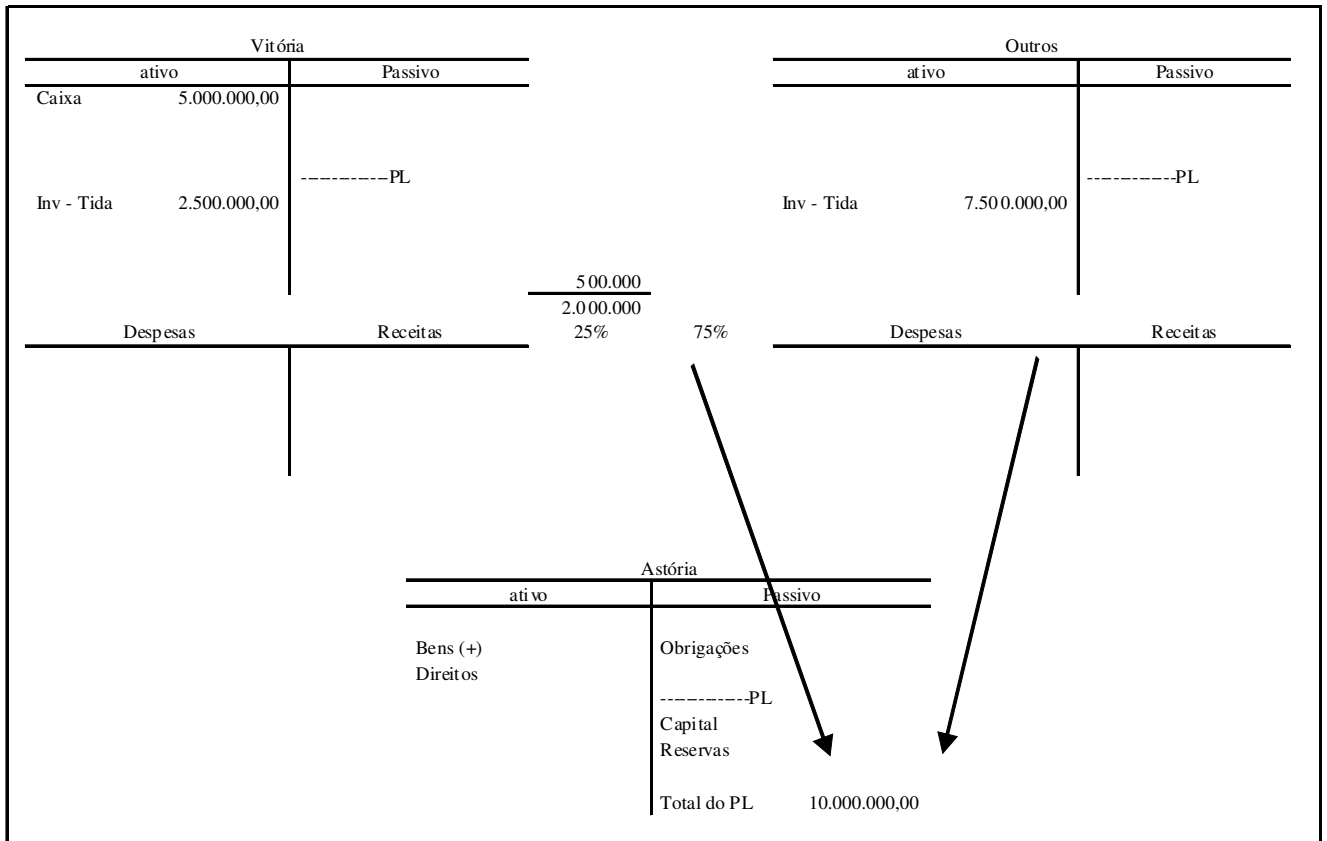 Vitória Outros
ativo Passivo ativo Passivo
Caixa 5.000.000,00
-------------PL -------------PL
Inv - Tida 2.500.000,00 Inv - Tida 7.500.000,00
500.000
2.000.000
Despesas Receitas 25% 75% Despesas Receitas
Astória
ativo Passivo
Bens (+) Obrigações
Direitos
-------------PL
Capital
Reservas
Total do PL 10.000.000,00